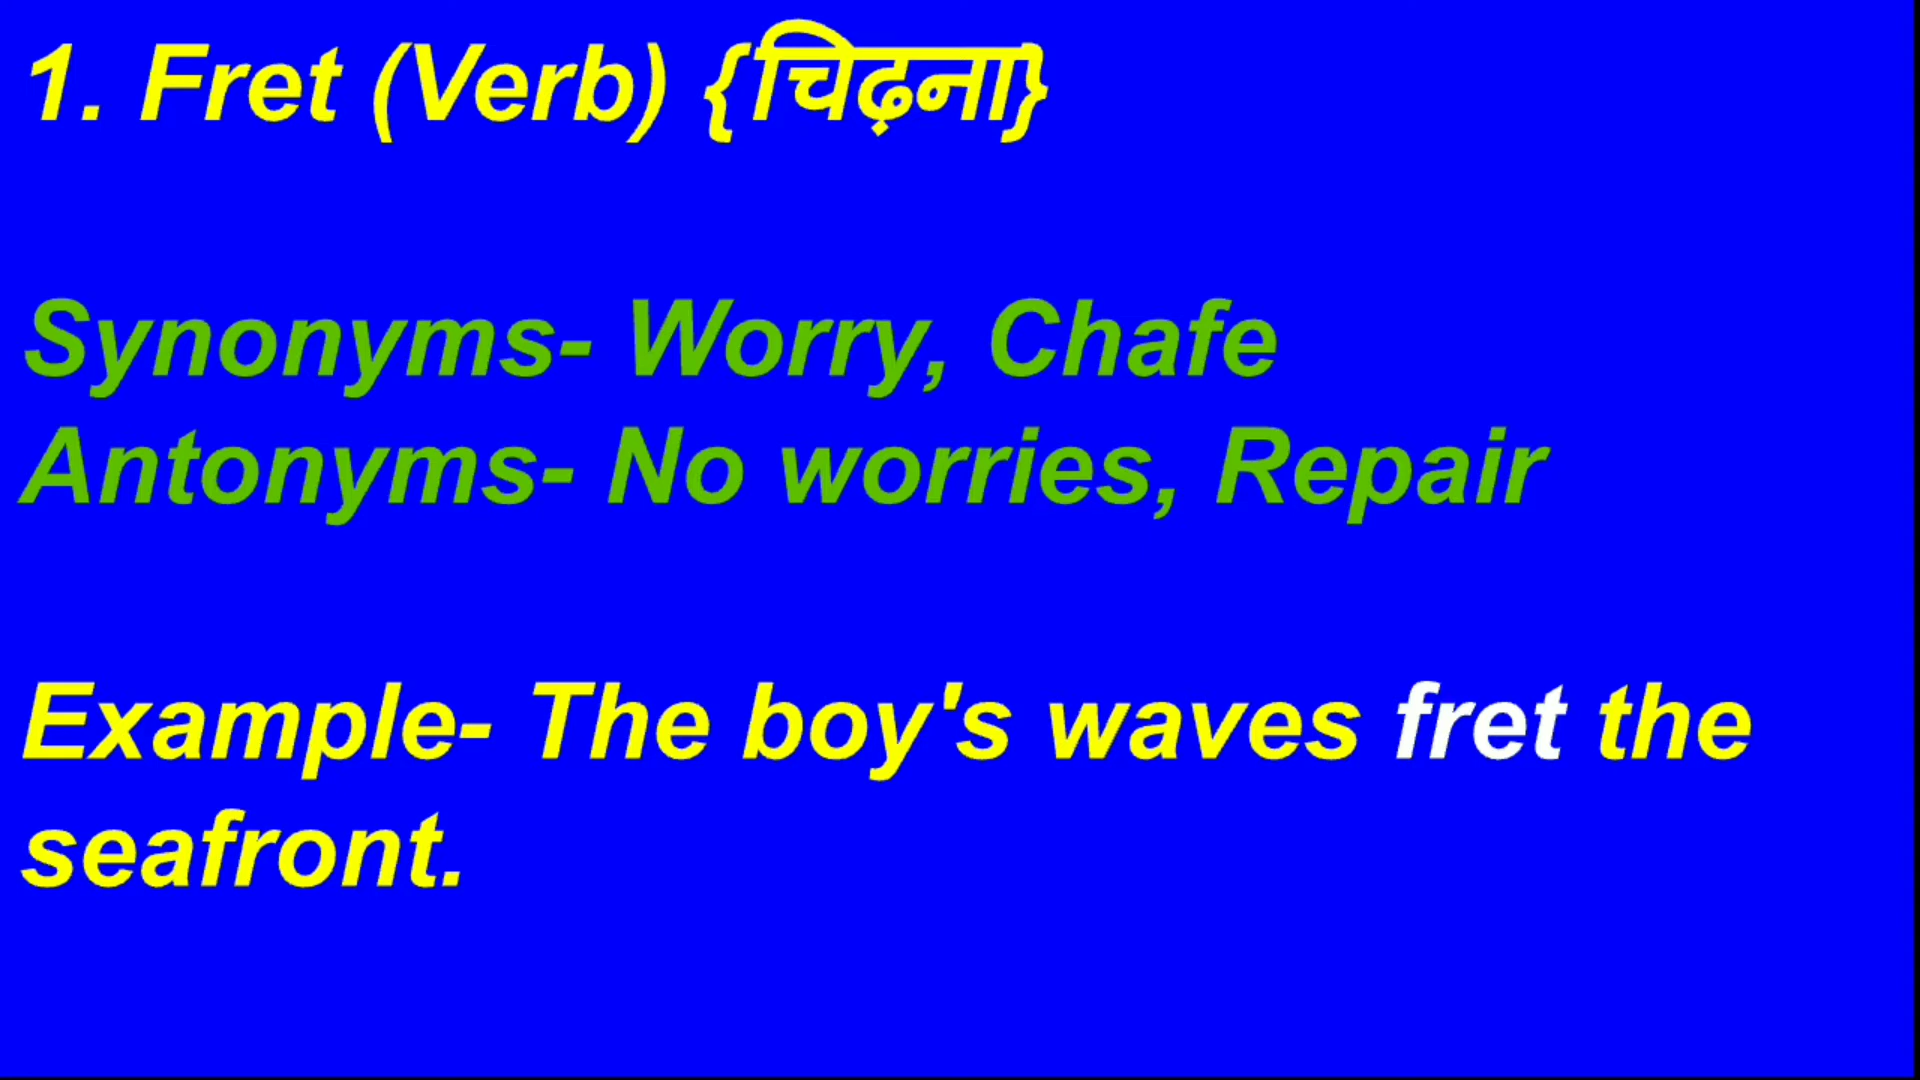 1. Fret (Verb) {चिढ़ना}
Synonyms- Worry, Chafe
Antonyms- No worries, Repair
Example- The boy's waves fret the
seafront.